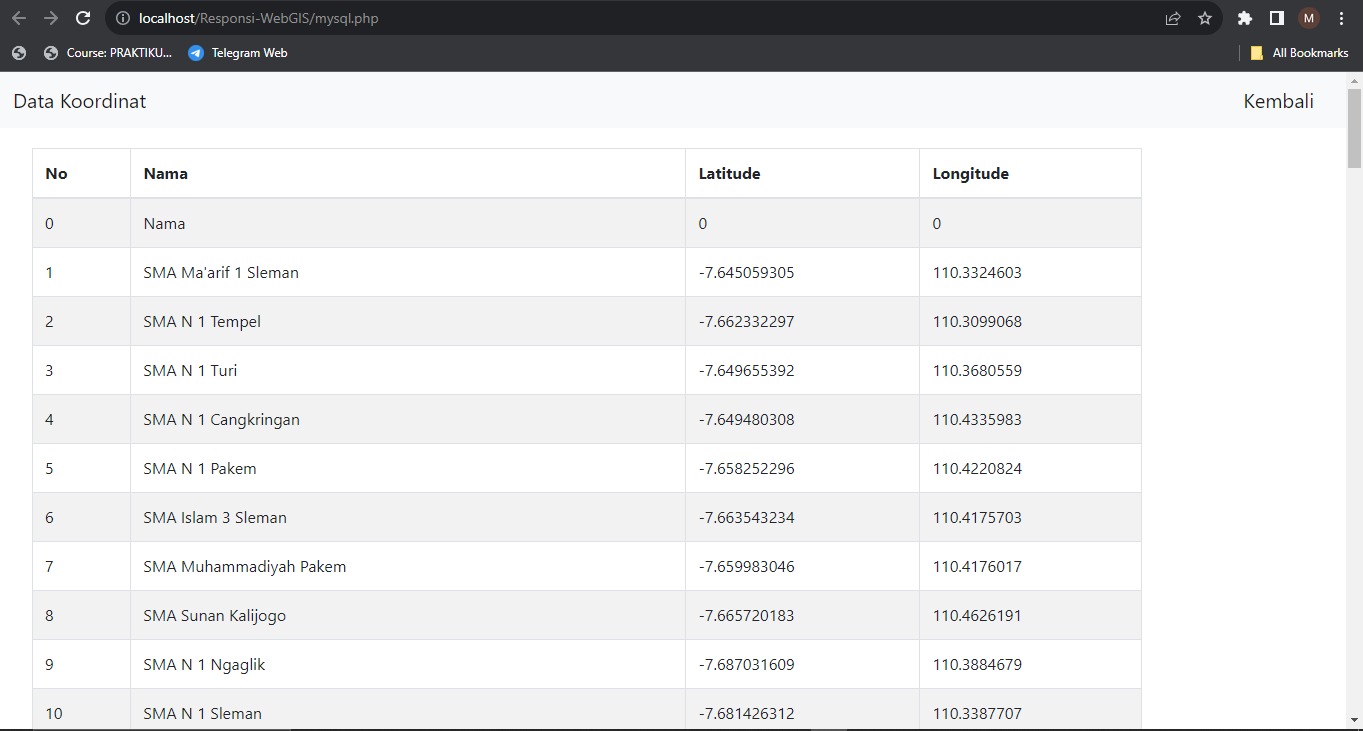 localhost/Responsi-WebGIS/mysql.php
M
Course: PRAKTIKU... Telegram Web All Bookmarks
Data Koordinat Kembali
No Nama Latitude Longitude
0 Nama 0 0
1 SMA Ma'arif 1 Sleman -7.645059305 110.3324603
2 SMA N 1 Tempel -7.662332297 110.3099068
3 SMA N 1 Turi -7.649655392 110.3680559
4 SMA N 1 Cangkringan -7.649480308 110.4335983
5 SMA N 1 Pakem -7.658252296 110.4220824
6 SMA Islam 3 Sleman -7.663543234 110.4175703
7 SMA Muhammadiyah Pakem -7.659983046 110.4176017
8 SMA Sunan Kalijogo -7.665720183 110.4626191
9 SMA N 1 Ngaglik -7.687031609 110.3884679
10 SMA N 1 Sleman -7.681426312 110.3387707